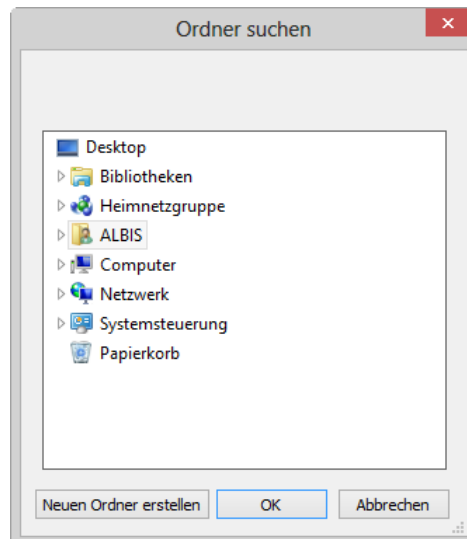 Ordner suchen
Desktop
Bibliotheken
Heimnetzgruppe
ALBIS
Computer
Netzwerk
Systemsteuerung
Papierkorb
Neuen Ordner erstellen OK Abbrechen